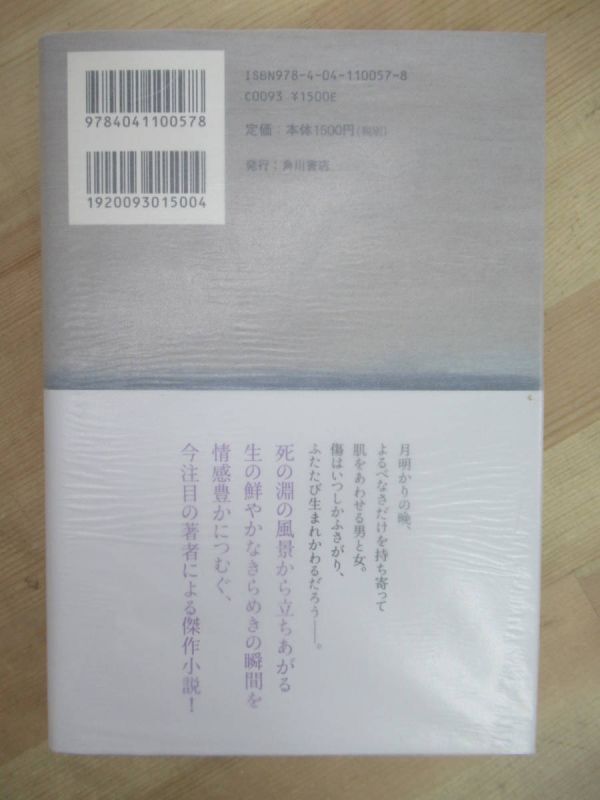 ISBN978-4-04-110057-8
C0093 ¥1500E
定価：本体1500円(税別)
発行：角川書店
9784041100578
1920093015004
月明かりの晩、
よるべなさだけを持ち寄って
肌をあわせる男と女。
傷はいつしかふさがり、
ふたたび生まれかわるだろう――。
死の淵の風景から立ちあがる
生の鮮やかなきらめきの瞬間を
情感豊かにつむぐ、
今注目の著者による傑作小説！